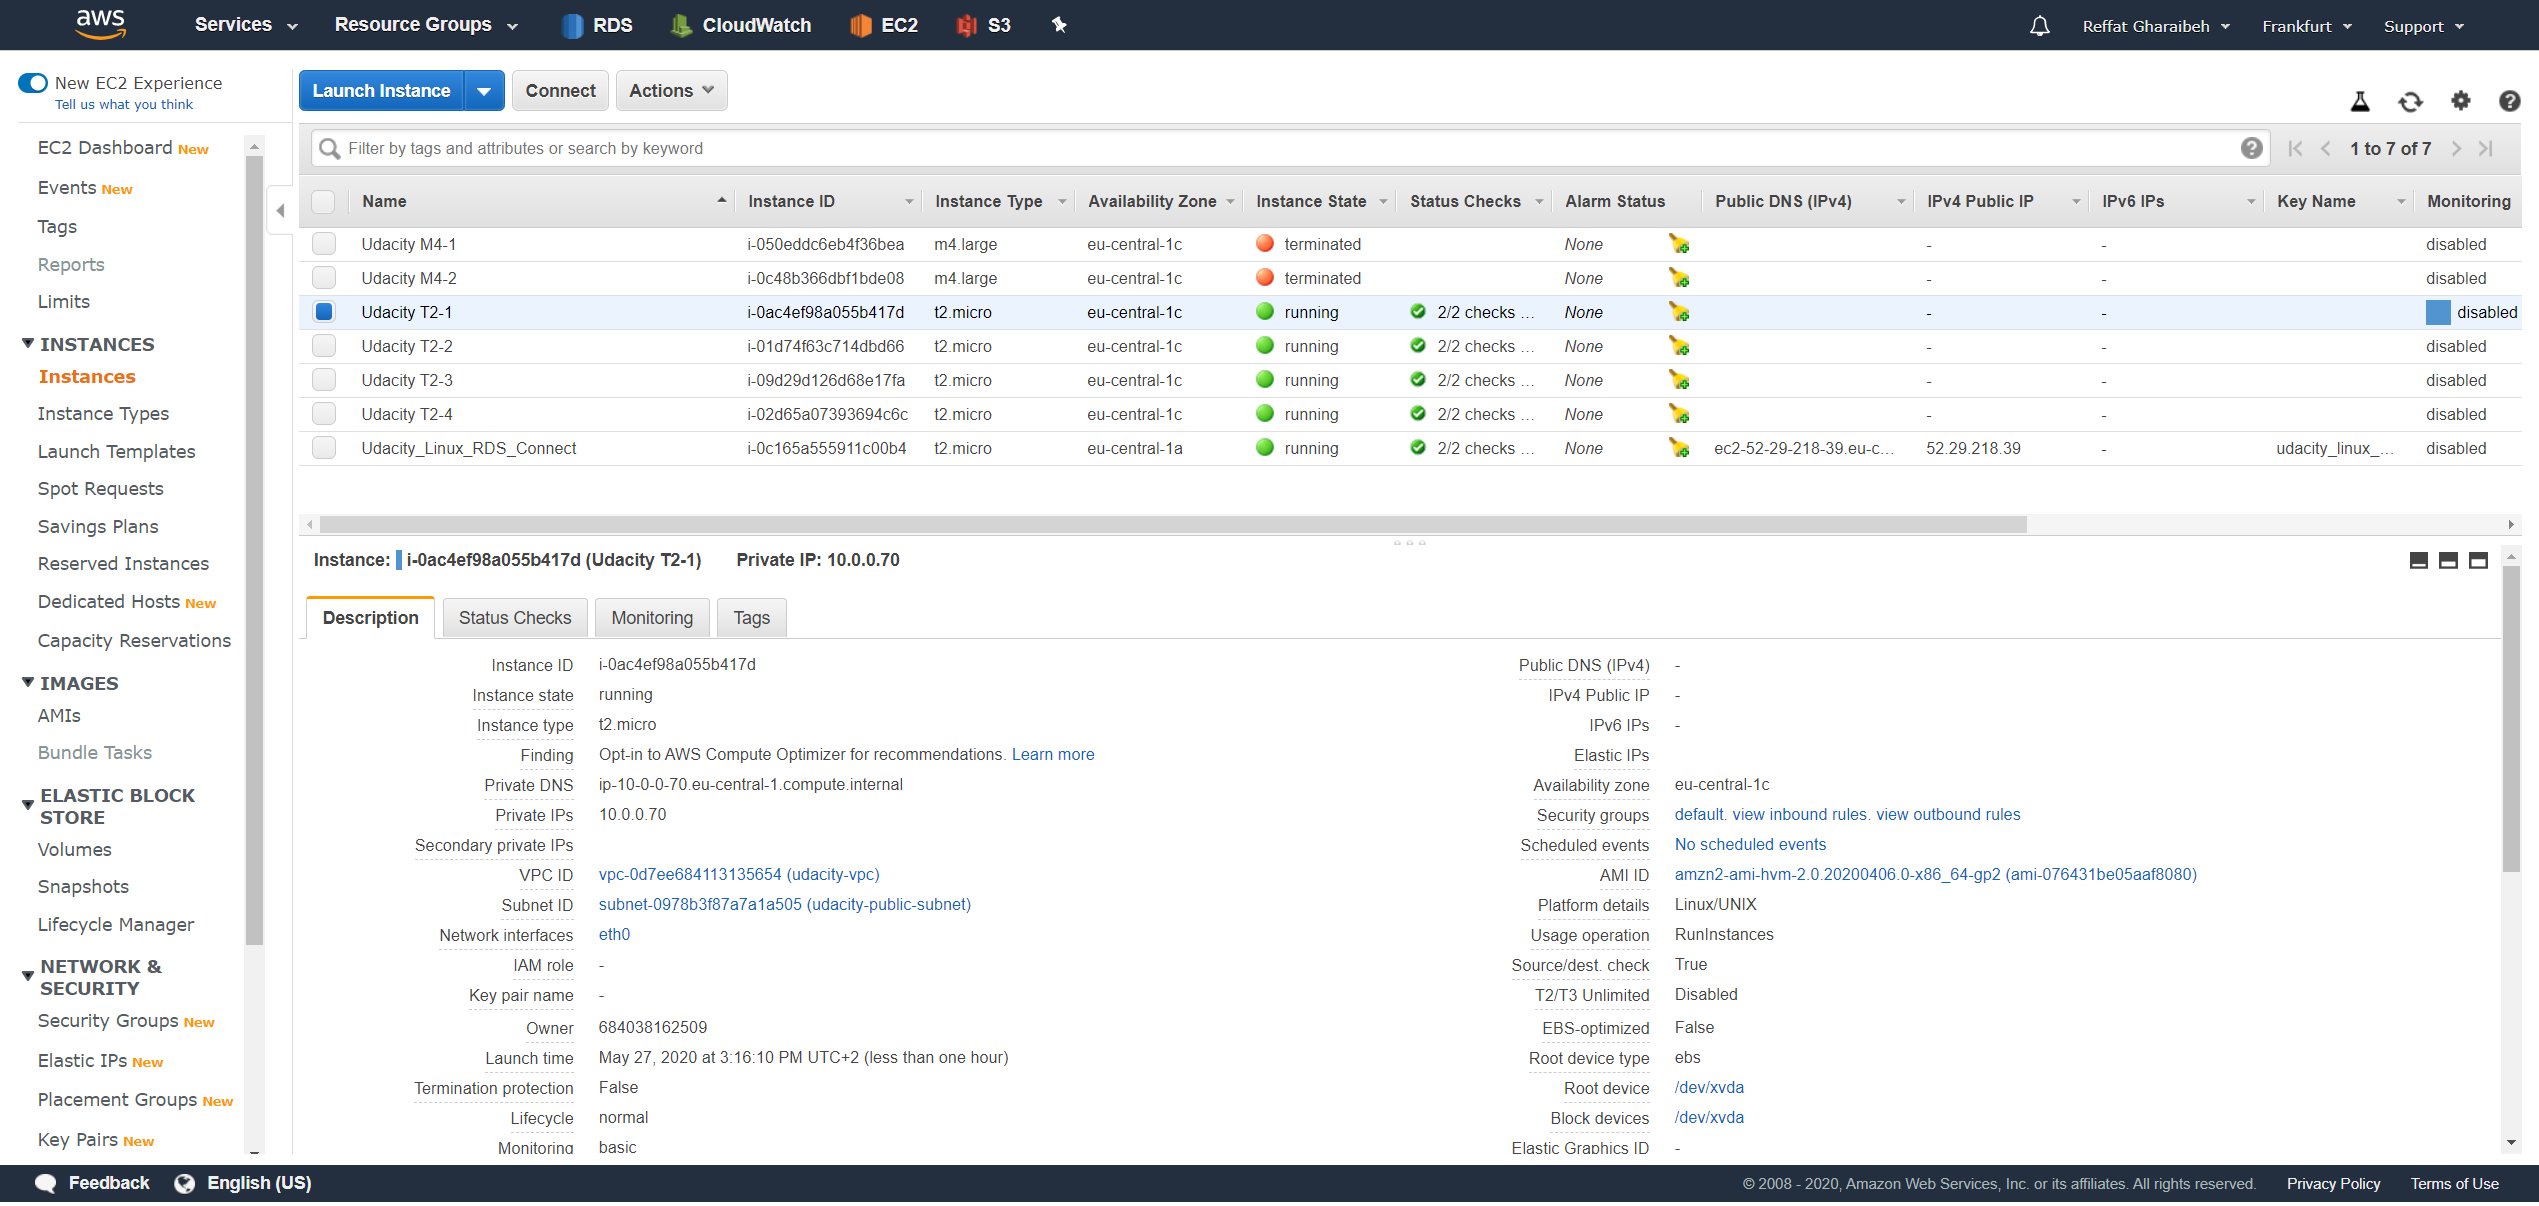 aws Services Resource Groups RDS CloudWatch EC2 S3 Reffat Gharaibeh Frankfurt Support
New EC2 Experience
Tell us what you think
EC2 Dashboard New
Events New
Tags
Reports
Limits
INSTANCES
Instances
Instance Types
Launch Templates
Spot Requests
Savings Plans
Reserved Instances
Dedicated Hosts New
Capacity Reservations
IMAGES
AMIs
Bundle Tasks
ELASTIC BLOCK
STORE
Volumes
Snapshots
Lifecycle Manager
NETWORK &
SECURITY
Security Groups New
Elastic IPs New
Placement Groups New
Key Pairs New
Launch Instance Connect Actions
Filter by tags and attributes or search by keyword 1 to 7 of 7
Name Instance ID Instance Type Availability Zone Instance State Status Checks Alarm Status Public DNS (IPv4) IPv4 Public IP IPv6 IPs Key Name Monitoring
Udacity M4-1 i-050eddc6eb4f36bea m4.large eu-central-1c terminated None - - disabled
Udacity M4-2 i-0c48b366dbf1bde08 m4.large eu-central-1c terminated None - - disabled
Udacity T2-1 i-0ac4ef98a055b417d t2.micro eu-central-1c running 2/2 checks ... None - - disabled
Udacity T2-2 i-01d74f63c714dbd66 t2.micro eu-central-1c running 2/2 checks ... None - - disabled
Udacity T2-3 i-09d29d126d68e17fa t2.micro eu-central-1c running 2/2 checks ... None - - disabled
Udacity T2-4 i-02d65a07393694c6c t2.micro eu-central-1c running 2/2 checks ... None - - disabled
Udacity_Linux_RDS_Connect i-0c165a555911c00b4 t2.micro eu-central-1a running 2/2 checks ... None ec2-52-29-218-39.eu-c... 52.29.218.39 - udacity_linux_... disabled
Instance: i-0ac4ef98a055b417d (Udacity T2-1) Private IP: 10.0.0.70
Description Status Checks Monitoring Tags
Instance ID i-0ac4ef98a055b417d
Instance state running
Instance type t2.micro
Finding Opt-in to AWS Compute Optimizer for recommendations. Learn more
Private DNS ip-10-0-0-70.eu-central-1.compute.internal
Private IPs 10.0.0.70
Secondary private IPs
VPC ID vpc-0d7ee684113135654 (udacity-vpc)
Subnet ID subnet-0978b3f87a7a1a505 (udacity-public-subnet)
Network interfaces eth0
IAM role -
Key pair name -
Owner 684038162509
Launch time May 27, 2020 at 3:16:10 PM UTC+2 (less than one hour)
Termination protection False
Lifecycle normal
Monitoring basic
Public DNS (IPv4) -
IPv4 Public IP -
IPv6 IPs -
Elastic IPs
Availability zone eu-central-1c
Security groups default. view inbound rules. view outbound rules
Scheduled events No scheduled events
AMI ID amzn2-ami-hvm-2.0.20200406.0-x86_64-gp2 (ami-076431be05aaf8080)
Platform details Linux/UNIX
Usage operation RunInstances
Source/dest. check True
T2/T3 Unlimited Disabled
EBS-optimized False
Root device type ebs
Root device /dev/xvda
Block devices /dev/xvda
Elastic Graphics ID -
Feedback English (US) © 2008 - 2020, Amazon Web Services, Inc. or its affiliates. All rights reserved. Privacy Policy Terms of Use